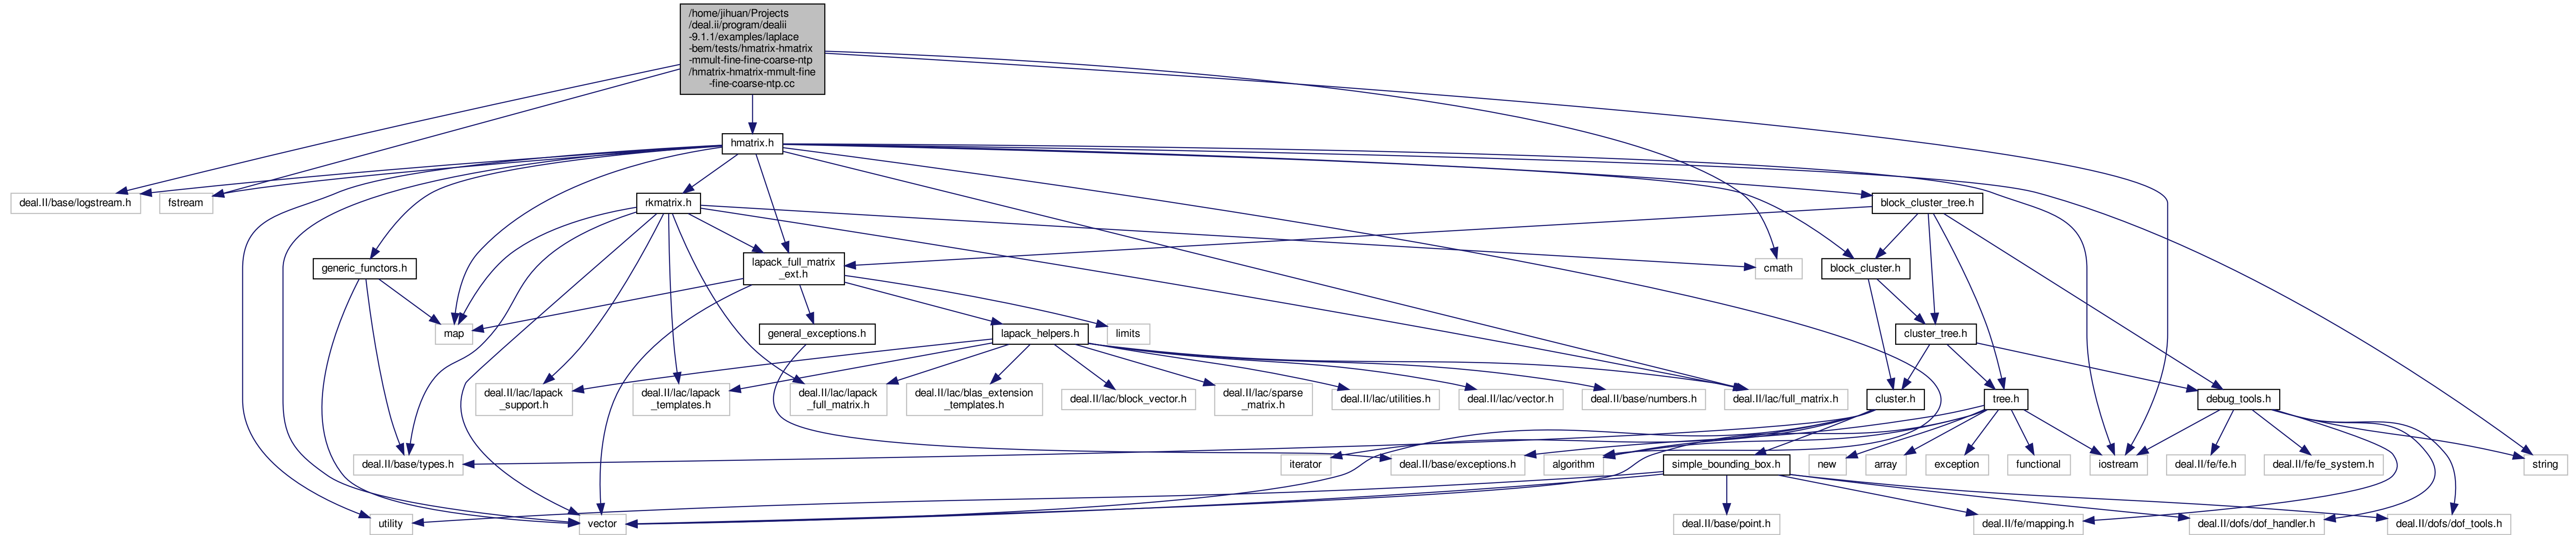 /home/jihuan/Projects
/deal.ii/program/dealii
-9.1.1/examples/laplace
-bem/tests/hmatrix-hmatrix
-mmult-fine-fine-coarse-ntp
/hmatrix-hmatrix-mmult-fine
-fine-coarse-ntp.cc
hmatrix.h
deal.II/base/logstream.h
fstream
rkmatrix.h
block_cluster_tree.h
generic_functors.h
lapack_full_matrix
_ext.h
cmath
block_cluster.h
map
general_exceptions.h
lapack_helpers.h
limits
cluster_tree.h
deal.II/lac/lapack
_support.h
deal.II/lac/lapack
_templates.h
deal.II/lac/lapack
_full_matrix.h
deal.II/lac/blas_extension
_templates.h
deal.II/lac/block_vector.h
deal.II/lac/sparse
_matrix.h
deal.II/lac/utilities.h
deal.II/lac/vector.h
deal.II/base/numbers.h
deal.II/lac/full_matrix.h
cluster.h
tree.h
debug_tools.h
deal.II/base/types.h
iterator
deal.II/base/exceptions.h
algorithm
simple_bounding_box.h
new
array
exception
functional
iostream
deal.II/fe/fe.h
deal.II/fe/fe_system.h
string
utility
vector
deal.II/base/point.h
deal.II/fe/mapping.h
deal.II/dofs/dof_handler.h
deal.II/dofs/dof_tools.h